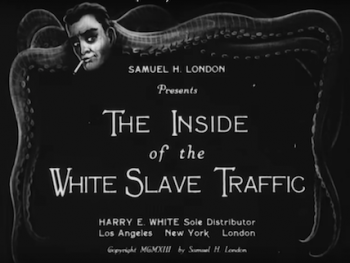 SAMUEL H. LONDON
Presents
THE INSIDE
of the
WHITE SLAVE TRAFFIC
HARRY E. WHITE Sole Distributor
Los Angeles New York London
Copyright MCMXIII by Samuel H. London